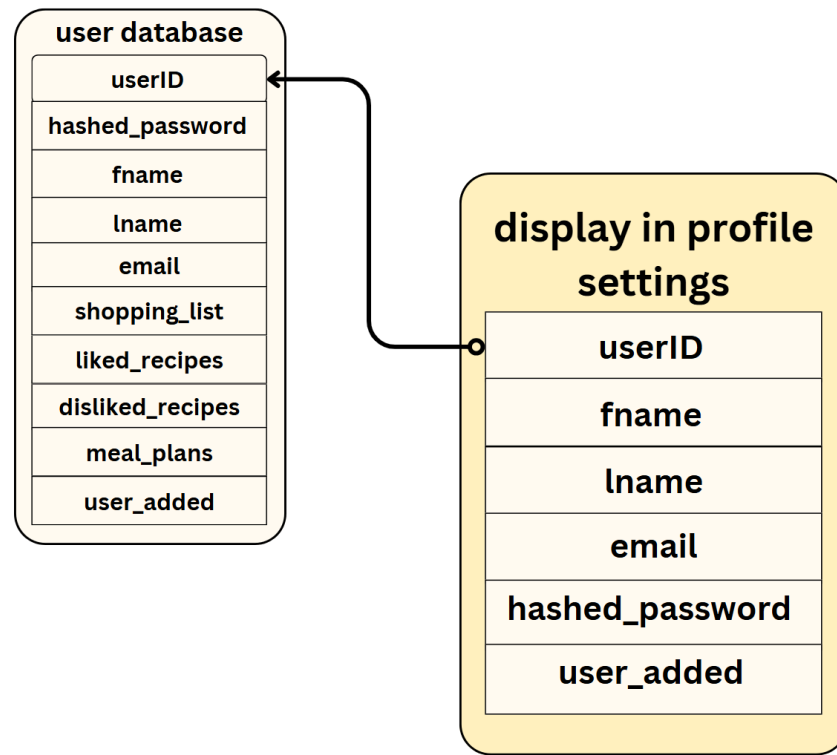 user database
userID
hashed_password
fname
lname
email
shopping_list
liked_recipes
disliked_recipes
meal_plans
user_added
display in profile
settings
userID
fname
lname
email
hashed_password
user_added